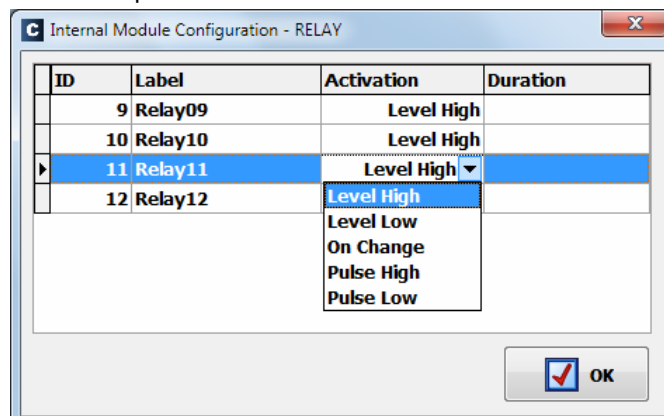 C Internal Module Configuration - RELAY X
ID Label Activation Duration
9 Relay09 Level High
10 Relay10 Level High
11 Relay11 Level High
12 Relay12
Level High
Level Low
On Change
Pulse High
Pulse Low
OK